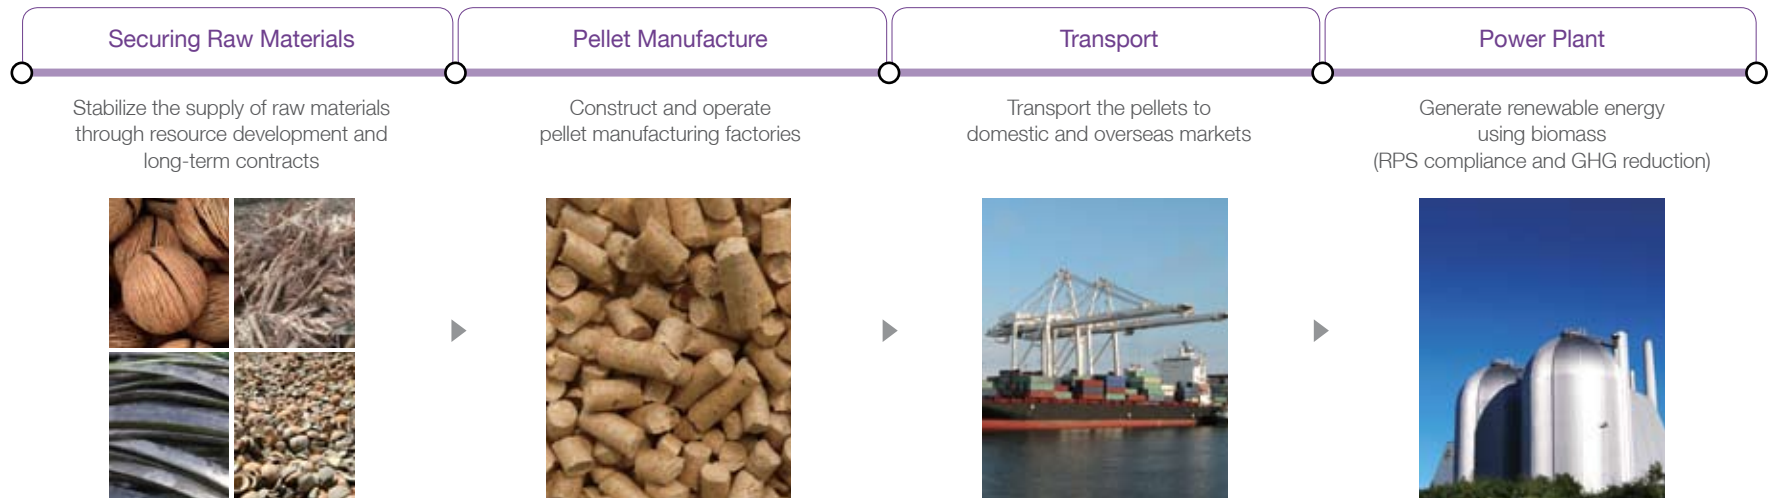 Securing Raw Materials
Pellet Manufacture
Transport
Power Plant
Stabilize the supply of raw materials
through resource development and
long-term contracts
Construct and operate
pellet manufacturing factories
Transport the pellets to
domestic and overseas markets
Generate renewable energy
using biomass
(RPS compliance and GHG reduction)